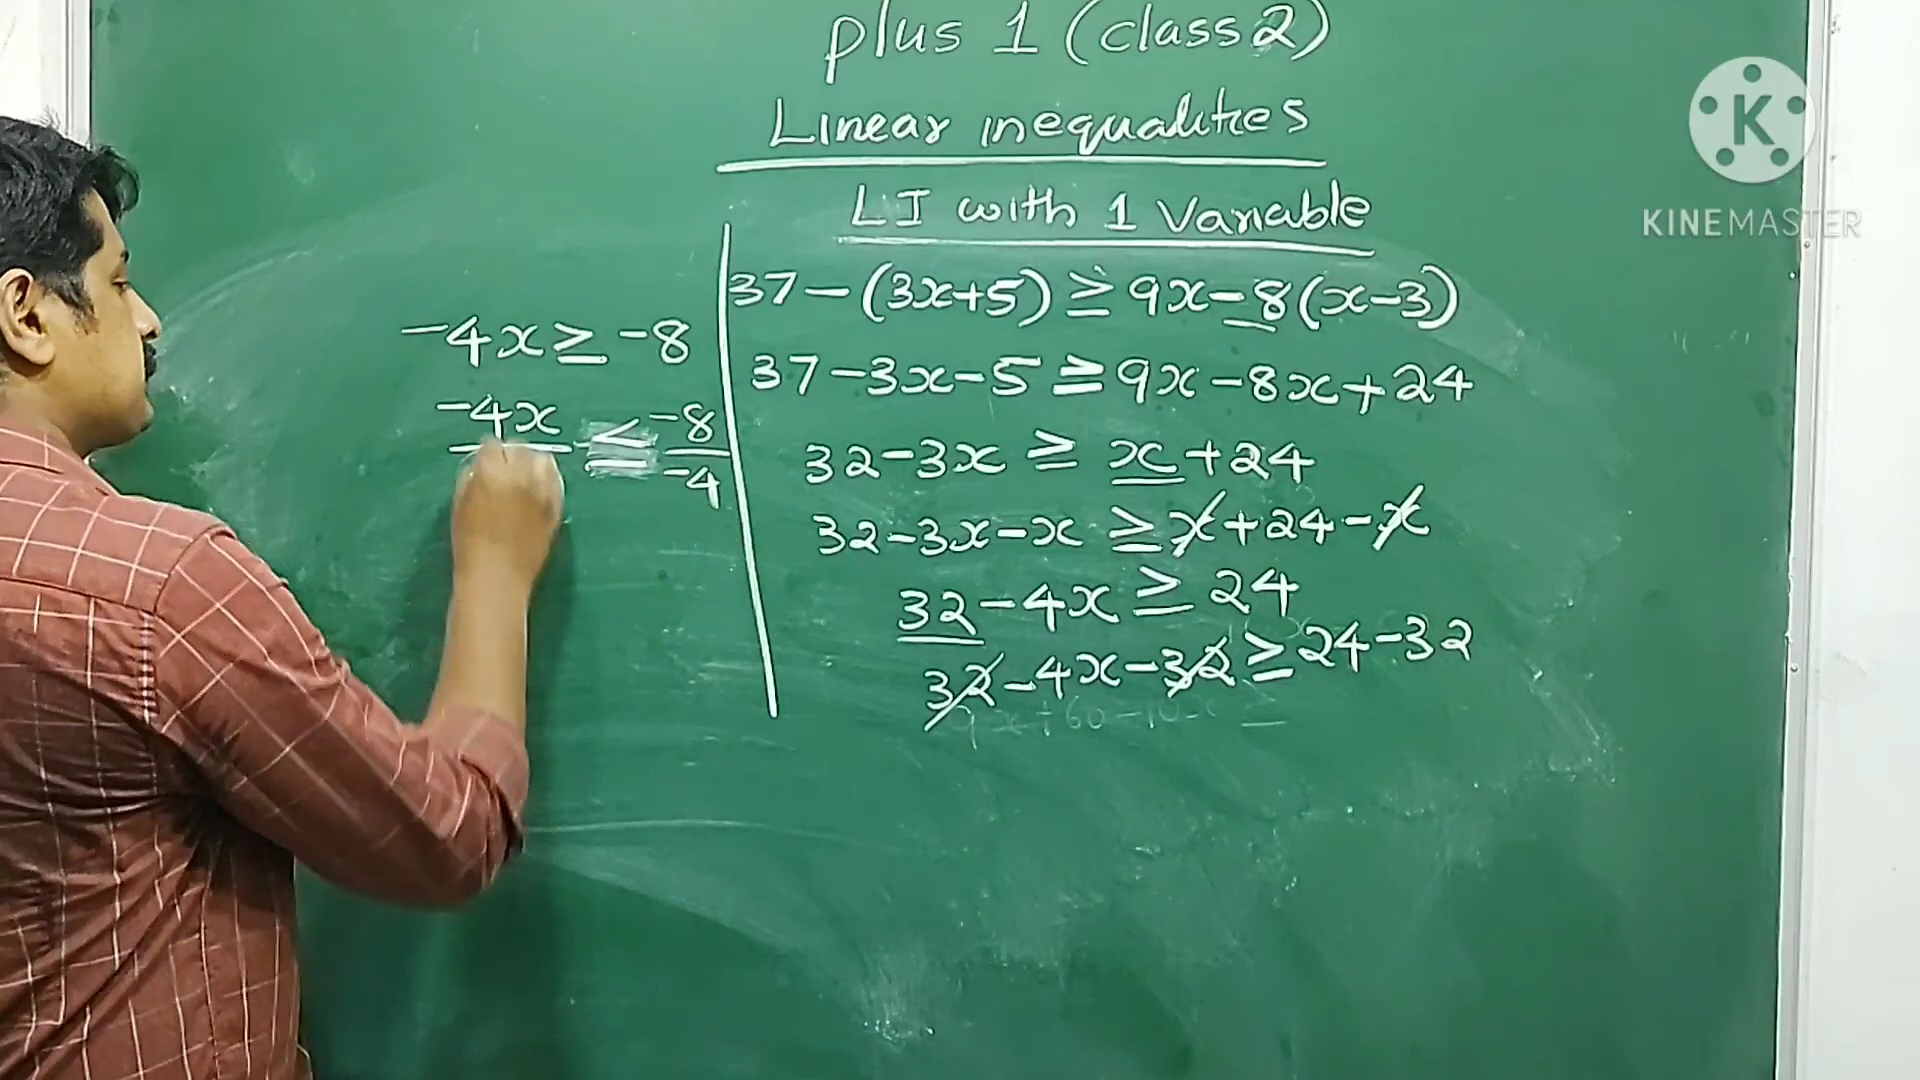 plus 1 (class 2)
Linear inequalities
LI with 1 Variable
37-(3x+5) ≥ 9x-8(x-3)
37-3x-5 ≥ 9x-8x+24
32-3x ≥ x+24
32-3x-x ≥ x+24-x
32-4x ≥ 24
32-4x-32 ≥ 24-32
-4x ≥ -8
-4x ≤ -8
-4
KINEMASTER